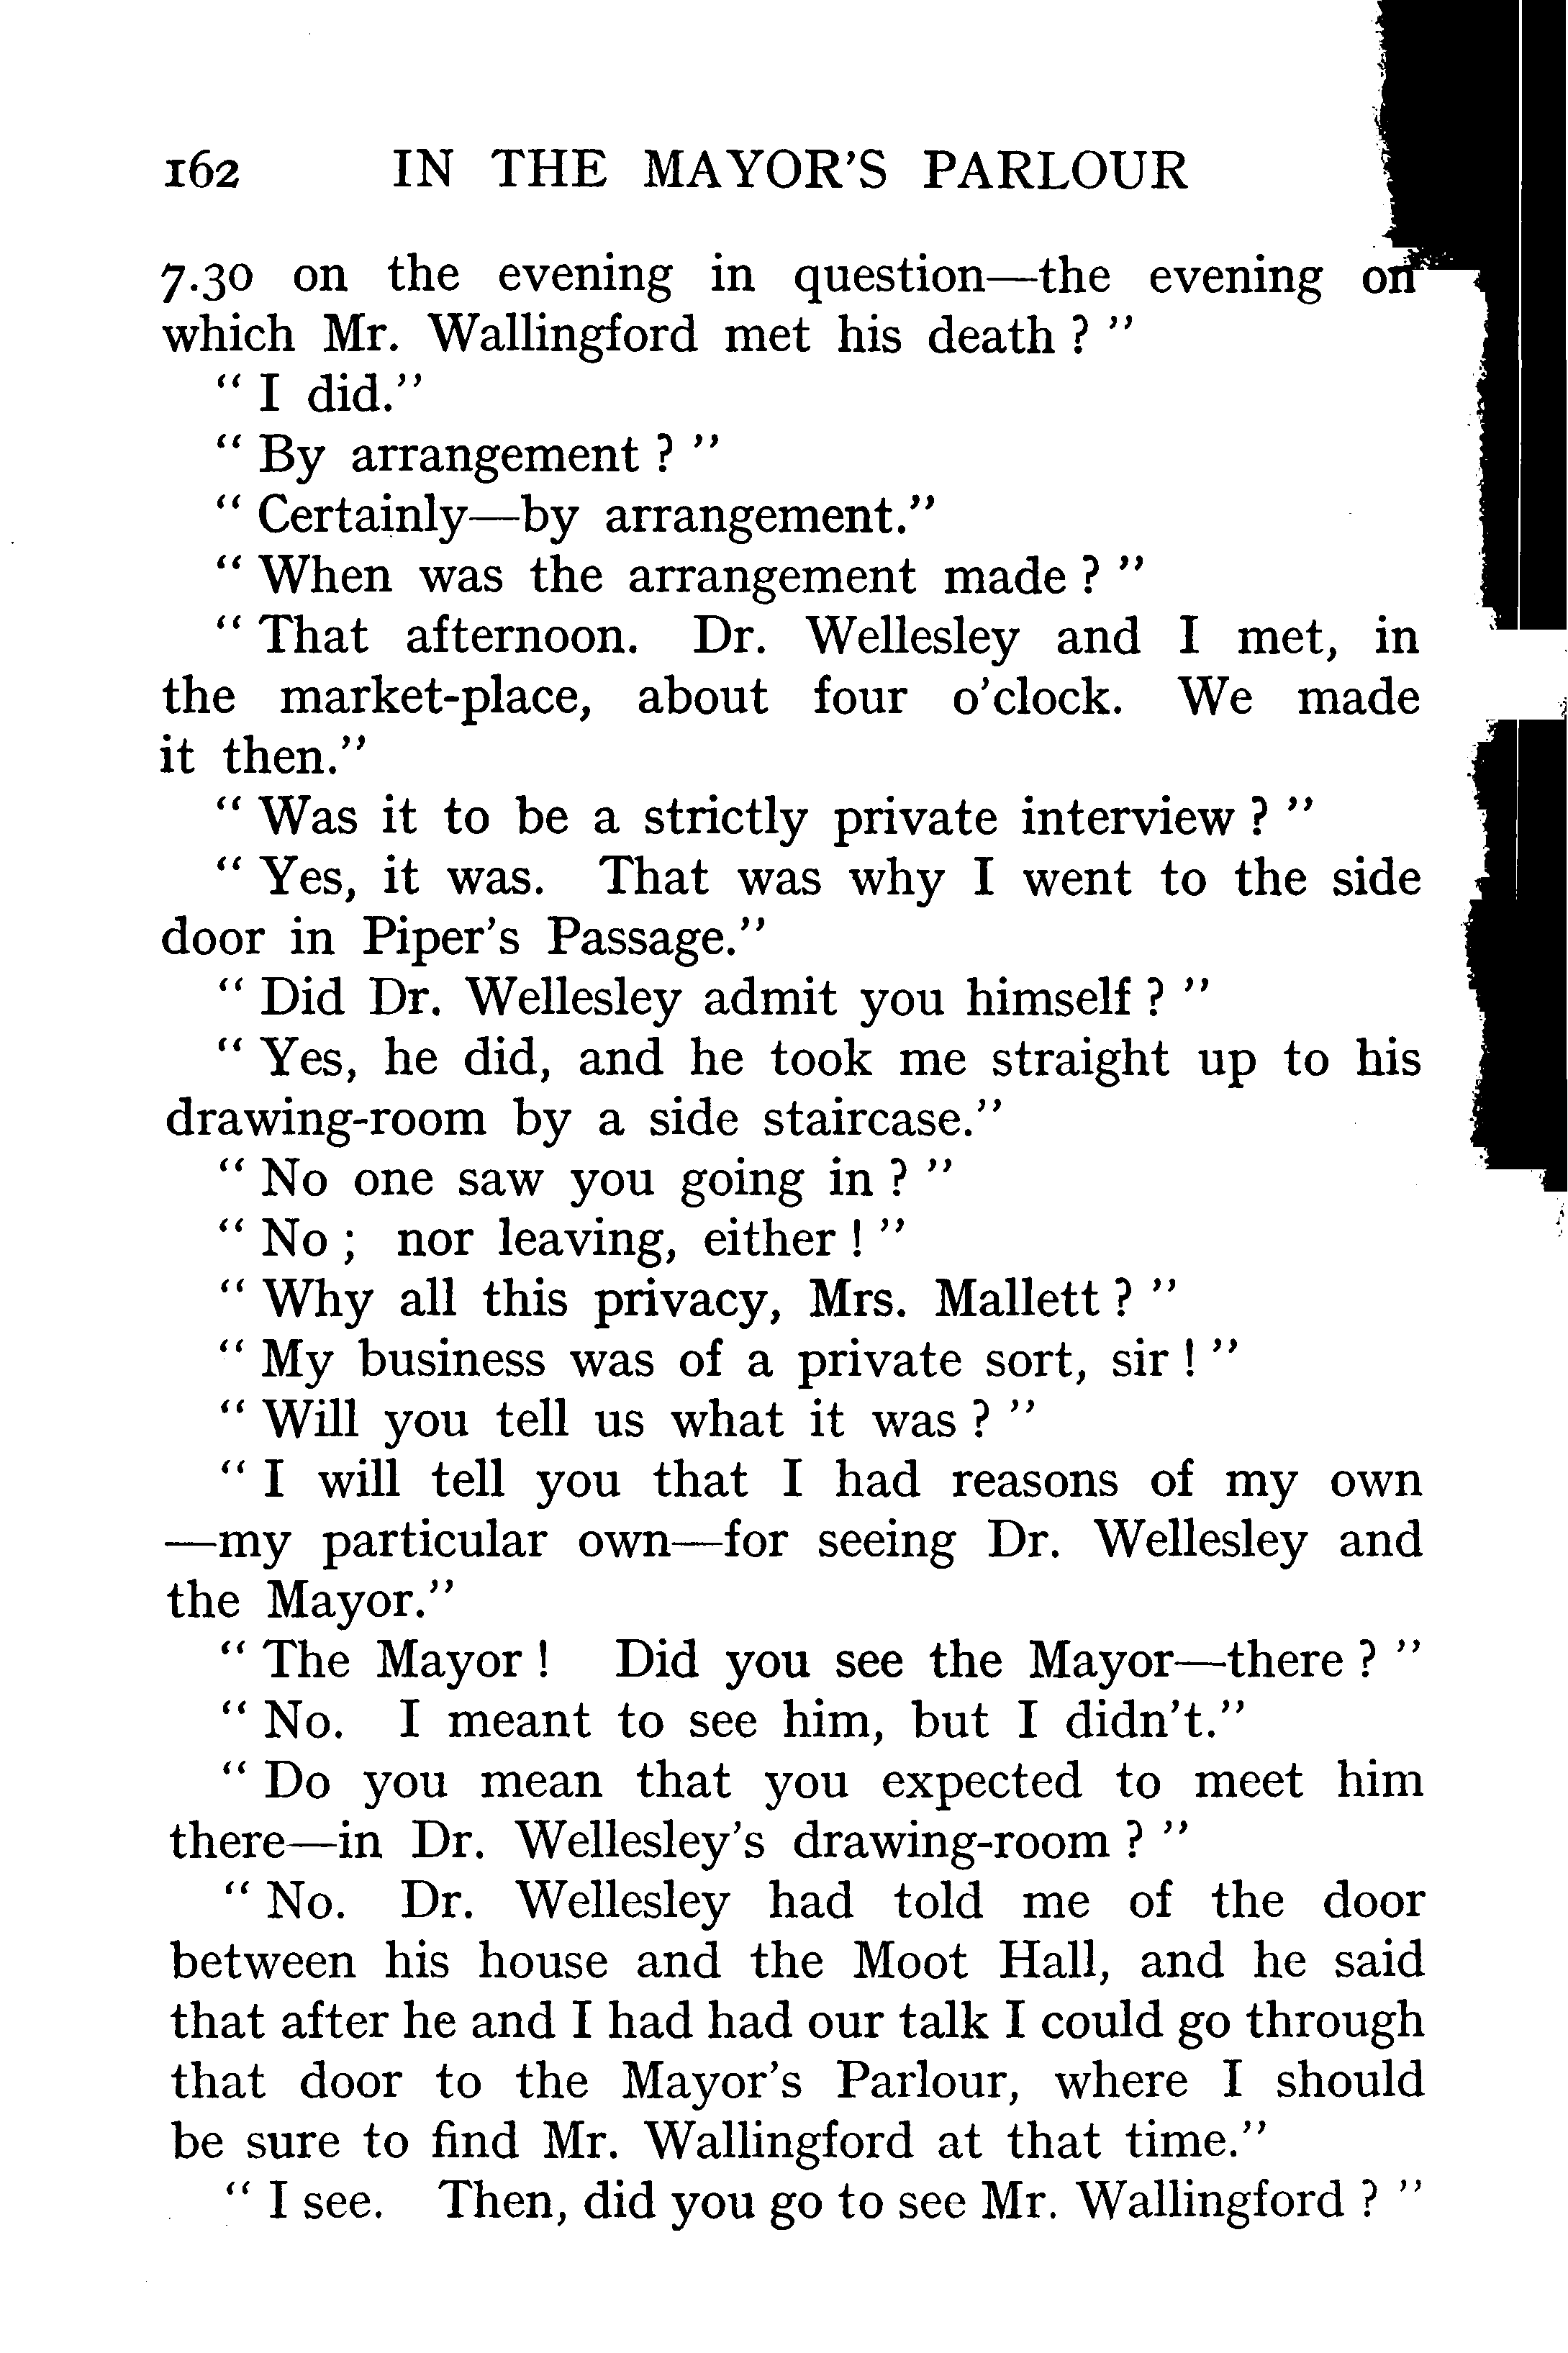 162 IN THE MAYOR'S PARLOUR
7.30 on the evening in question—the evening on
which Mr. Wallingford met his death ? ”
“ I did.”
“ By arrangement ? ”
“ Certainly—by arrangement.”
“ When was the arrangement made ? ”
“ That afternoon. Dr. Wellesley and I met, in
the market-place, about four o'clock. We made
it then.”
“ Was it to be a strictly private interview ? ”
“ Yes, it was. That was why I went to the side
door in Piper's Passage.”
“ Did Dr. Wellesley admit you himself ? ”
“ Yes, he did, and he took me straight up to his
drawing-room by a side staircase.”
“ No one saw you going in ? ”
“ No ; nor leaving, either ! ”
“ Why all this privacy, Mrs. Mallett ? ”
“ My business was of a private sort, sir ! ”
“ Will you tell us what it was ? ”
“ I will tell you that I had reasons of my own
—my particular own—for seeing Dr. Wellesley and
the Mayor.”
“ The Mayor ! Did you see the Mayor—there ? ”
“ No. I meant to see him, but I didn't.”
“ Do you mean that you expected to meet him
there—in Dr. Wellesley's drawing-room ? ”
“ No. Dr. Wellesley had told me of the door
between his house and the Moot Hall, and he said
that after he and I had had our talk I could go through
that door to the Mayor's Parlour, where I should
be sure to find Mr. Wallingford at that time.”
“ I see. Then, did you go to see Mr. Wallingford ? ”